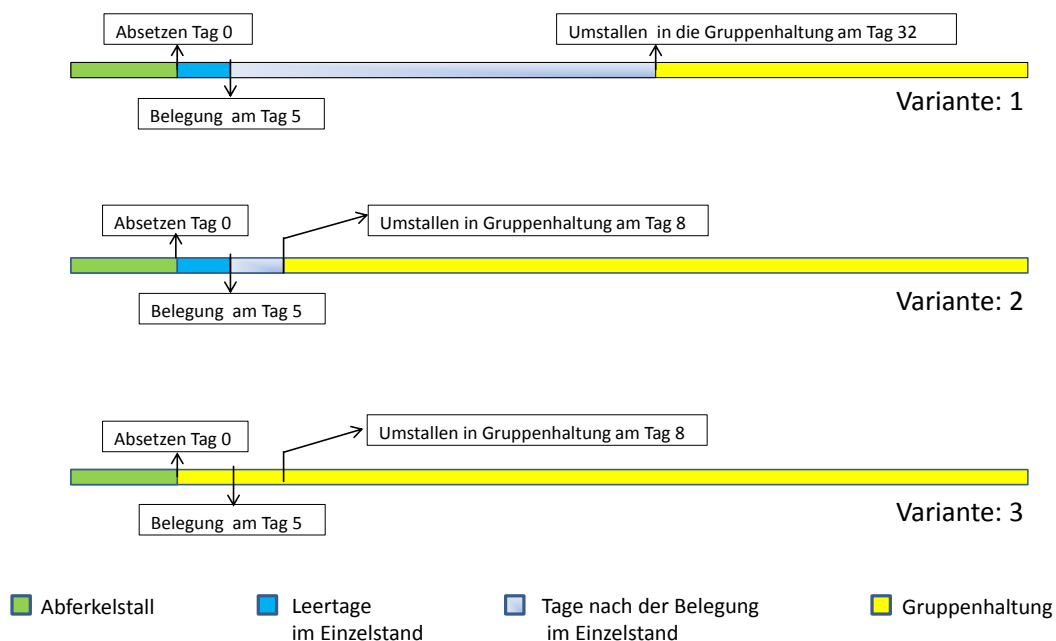 Absetzen Tag 0
Umstallen in die Gruppenhaltung am Tag 32
Belegung am Tag 5
Variante: 1
Absetzen Tag 0
Umstallen in Gruppenhaltung am Tag 8
Belegung am Tag 5
Variante: 2
Absetzen Tag 0
Umstallen in Gruppenhaltung am Tag 8
Belegung am Tag 5
Variante: 3
Abferkelstall
Leertage
im Einzelstand
Tage nach der Belegung
im Einzelstand
Gruppenhaltung